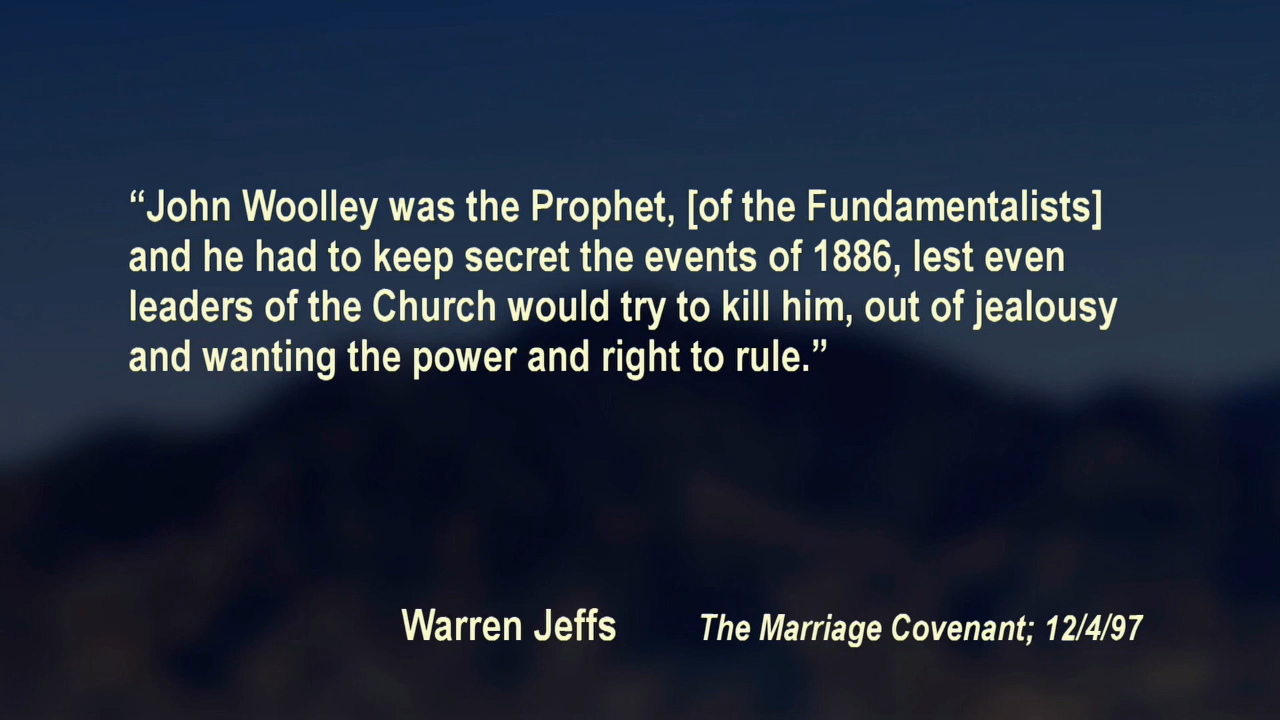 “John Woolley was the Prophet, [of the Fundamentalists]
and he had to keep secret the events of 1886, lest even
leaders of the Church would try to kill him, out of jealousy
and wanting the power and right to rule.”
Warren Jeffs The Marriage Covenant; 12/4/97